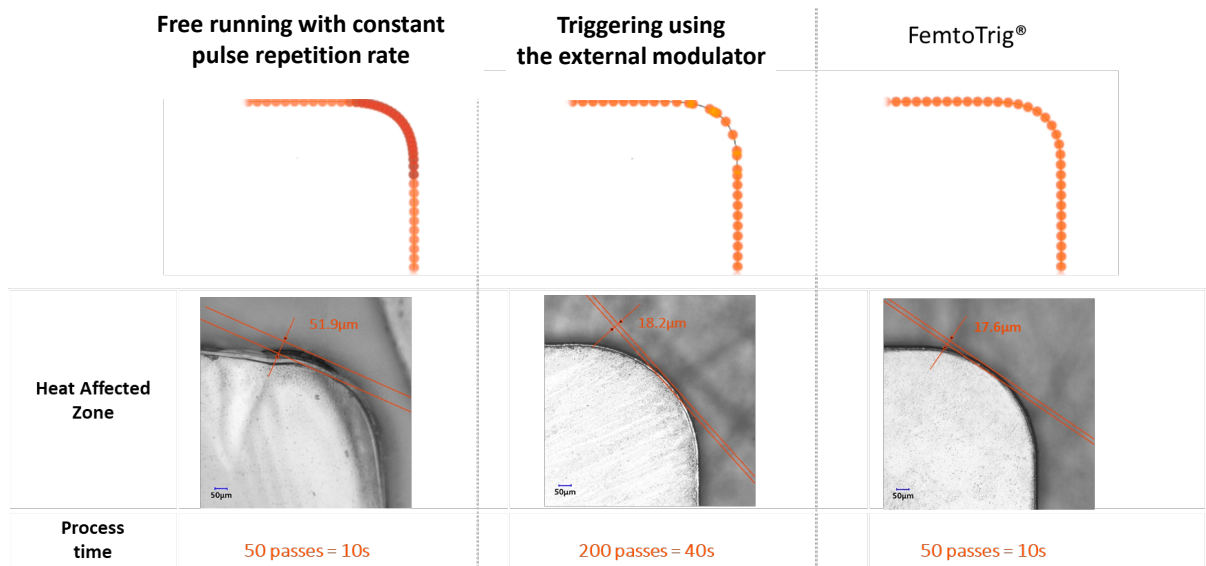 Free running with constant
pulse repetition rate
Triggering using
the external modulator
FemtoTrig®
Heat Affected
Zone
51.9µm
50µm
18.2µm
50µm
17.6µm
50µm
Process
time
50 passes = 10s
200 passes = 40s
50 passes = 10s